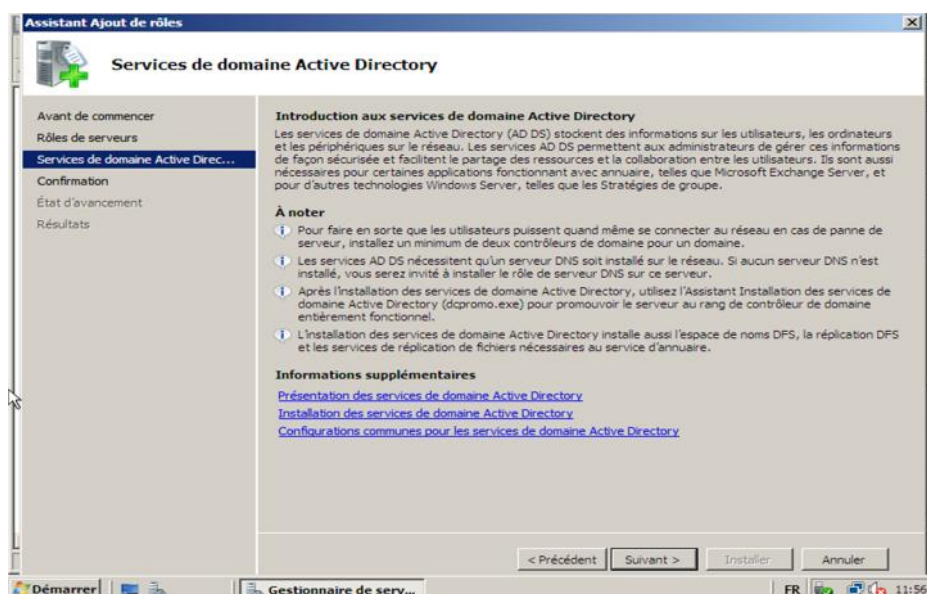 Assistant Ajout de rôles
Services de domaine Active Directory
Avant de commencer
Rôles de serveurs
Services de domaine Active Direc...
Confirmation
État d'avancement
Résultats
Introduction aux services de domaine Active Directory
Les services de domaine Active Directory (AD DS) stockent des informations sur les utilisateurs, les ordinateurs
et les périphériques sur le réseau. Les services AD DS permettent aux administrateurs de gérer ces informations
de façon sécurisée et facilitent le partage des ressources et la collaboration entre les utilisateurs. Ils sont aussi
nécessaires pour certaines applications fonctionnant avec annuaire, telles que Microsoft Exchange Server, et
pour d'autres technologies Windows Server, telles que les Stratégies de groupe.
À noter
Pour faire en sorte que les utilisateurs puissent quand même se connecter au réseau en cas de panne de
serveur, installez un minimum de deux contrôleurs de domaine pour un domaine.
Les services AD DS nécessitent qu'un serveur DNS soit installé sur le réseau. Si aucun serveur DNS n'est
installé, vous serez invité à installer le rôle de serveur DNS sur ce serveur.
Après l'installation des services de domaine Active Directory, utilisez l'Assistant Installation des services de
domaine Active Directory (dcpromo.exe) pour promouvoir le serveur au rang de contrôleur de domaine
entièrement fonctionnel.
L'installation des services de domaine Active Directory installe aussi l'espace de noms DFS, la réplication DFS
et les services de réplication de fichiers nécessaires au service d'annuaire.
Informations supplémentaires
Présentation des services de domaine Active Directory
Installation des services de domaine Active Directory
Configurations communes pour les services de domaine Active Directory
< Précédent
Suivant >
Installer
Annuler
Démarrer
Gestionnaire de serv...
FR
11:56